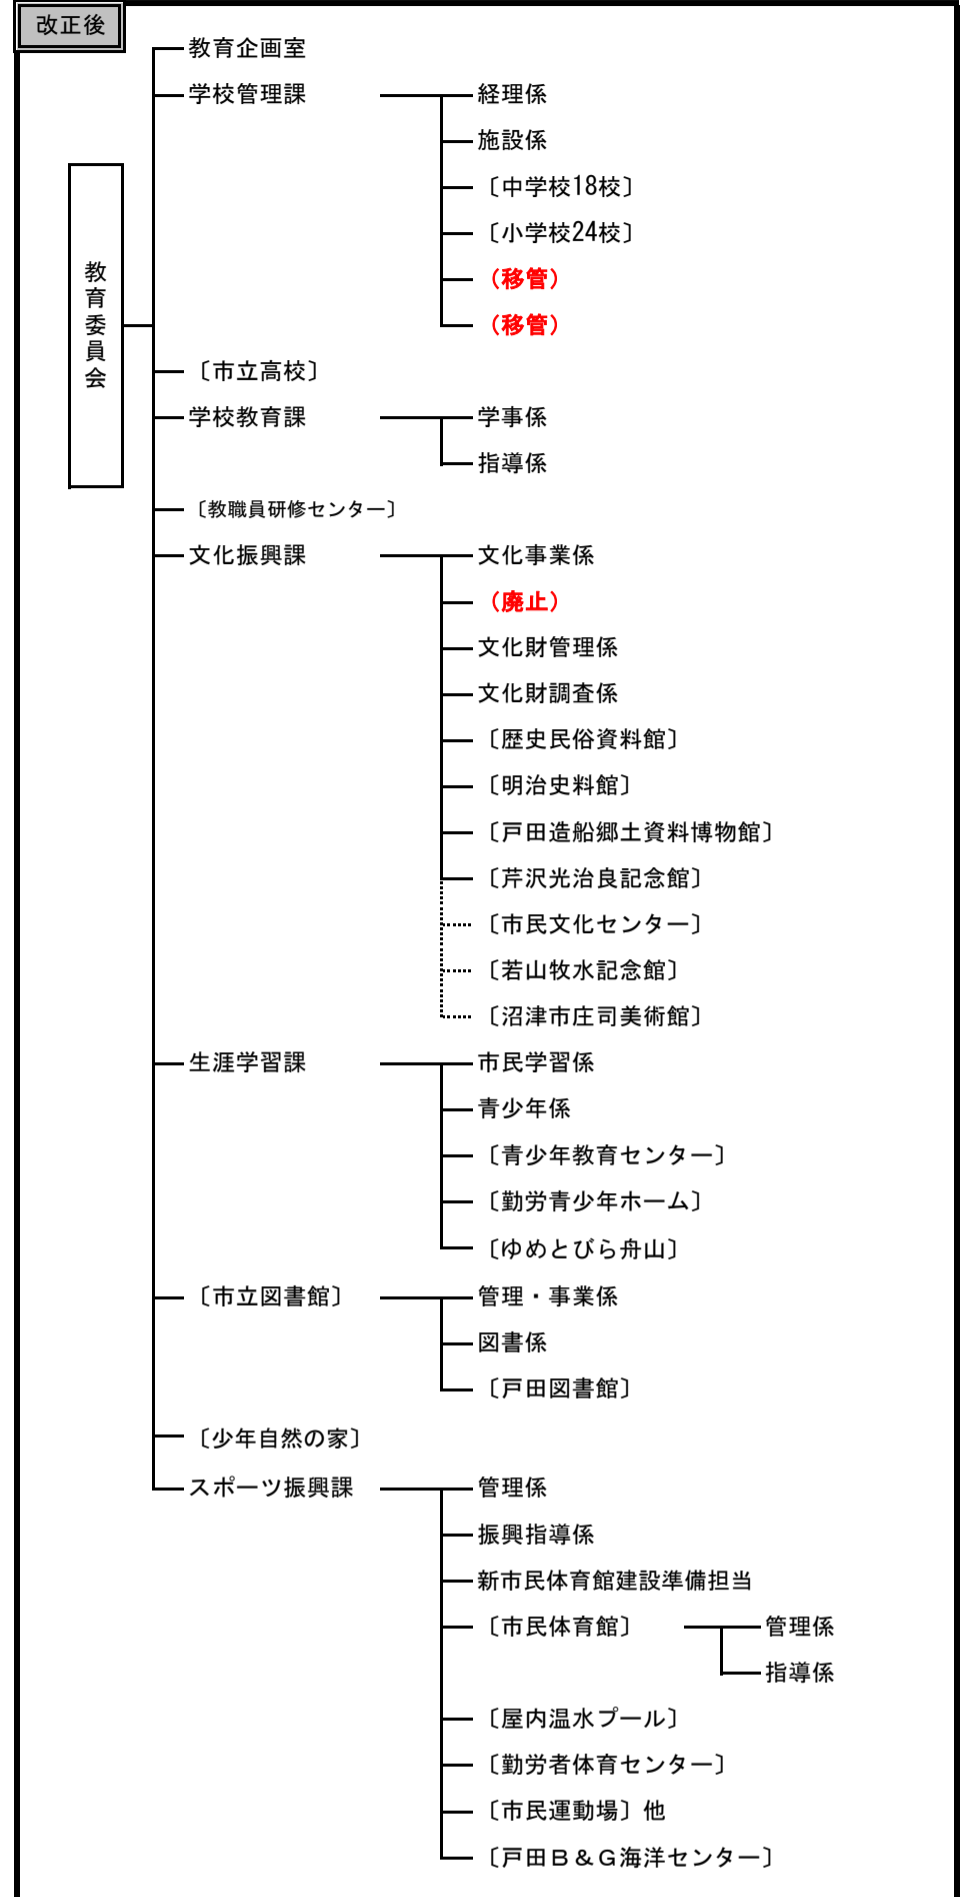 改正後
教育企画室
学校管理課
経理係
施設係
〔中学校18校〕
〔小学校24校〕
（移管）
（移管）
教育委員会
〔市立高校〕
学校教育課
学事係
指導係
〔教職員研修センター〕
文化振興課
文化事業係
（廃止）
文化財管理係
文化財調査係
〔歴史民俗資料館〕
〔明治史料館〕
〔戸田造船郷土資料博物館〕
〔芹沢光治良記念館〕
〔市民文化センター〕
〔若山牧水記念館〕
〔沼津市庄司美術館〕
生涯学習課
市民学習係
青少年係
〔青少年教育センター〕
〔勤労青少年ホーム〕
〔ゆめとびら舟山〕
〔市立図書館〕
管理・事業係
図書係
〔戸田図書館〕
〔少年自然の家〕
スポーツ振興課
管理係
振興指導係
新市民体育館建設準備担当
〔市民体育館〕
管理係
指導係
〔屋内温水プール〕
〔勤労者体育センター〕
〔市民運動場〕他
〔戸田Ｂ＆Ｇ海洋センター〕